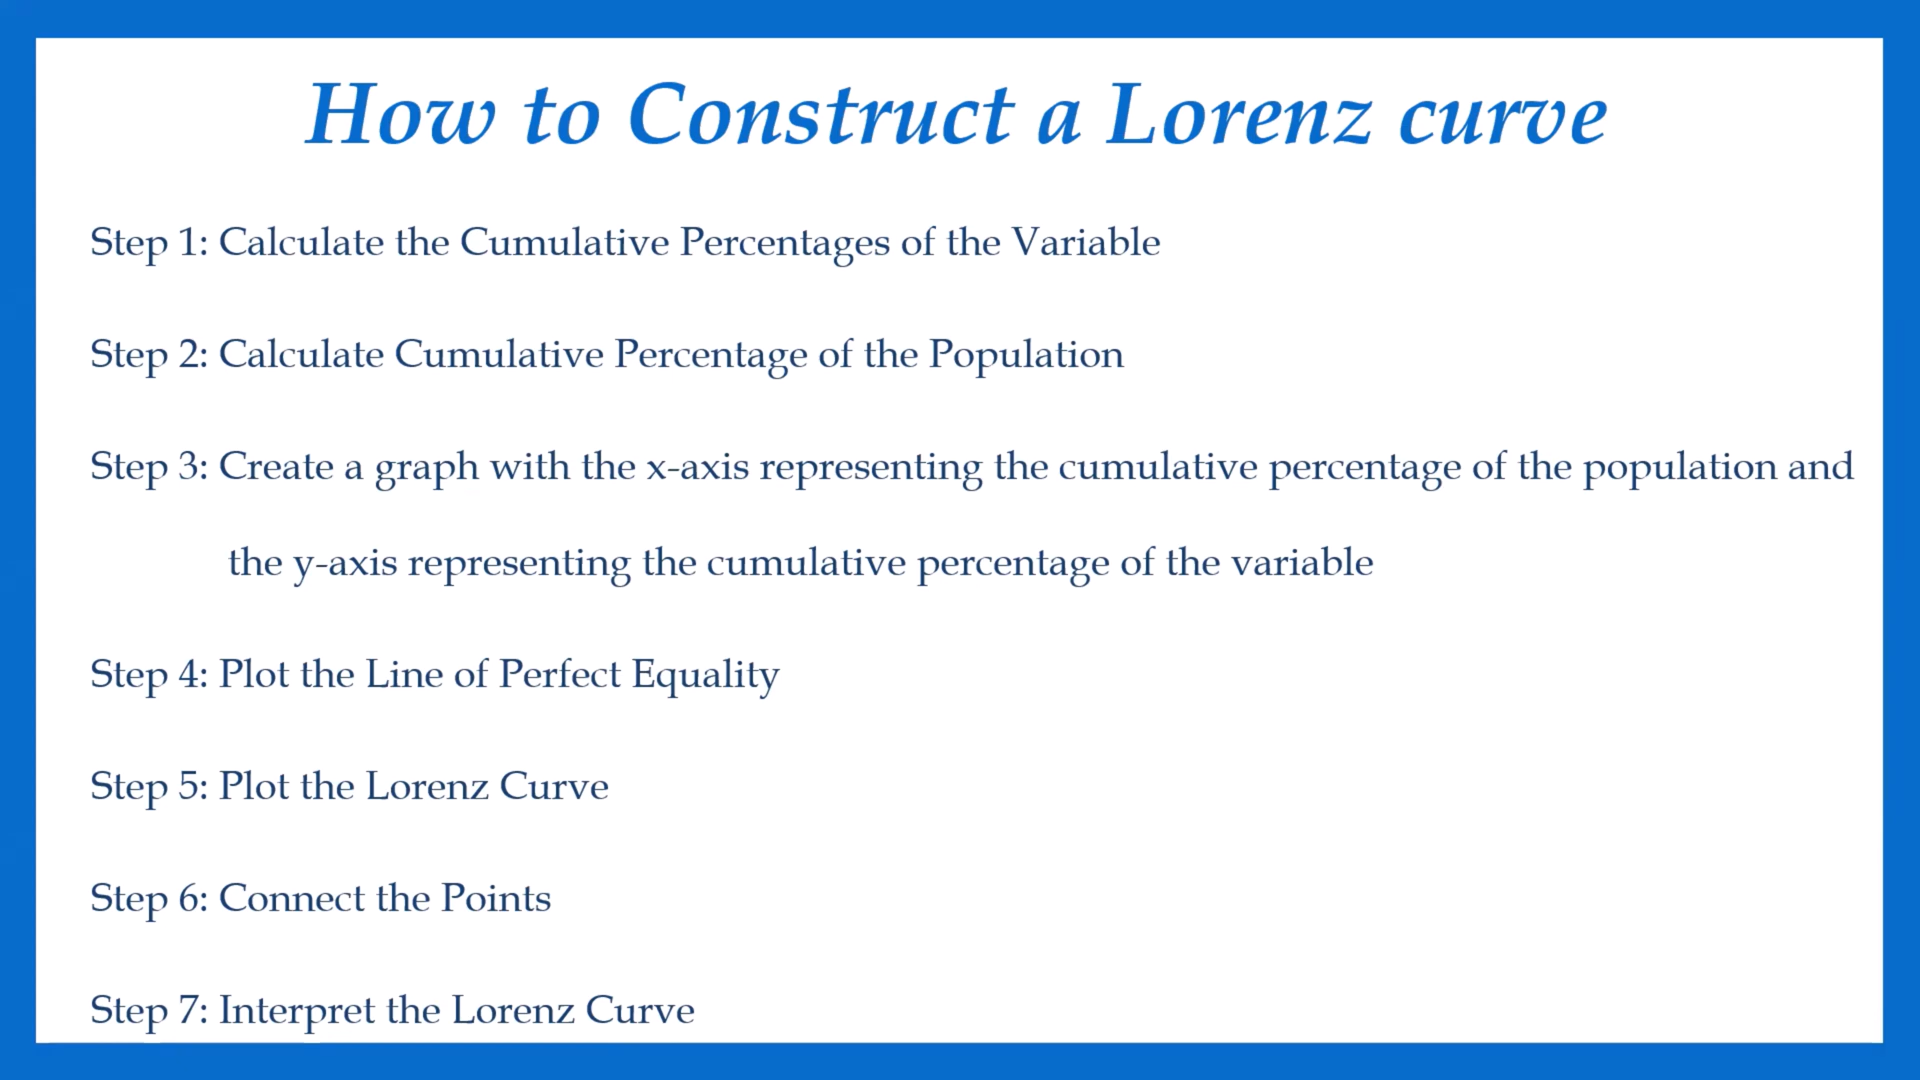 How to Construct a Lorenz curve
Step 1: Calculate the Cumulative Percentages of the Variable
Step 2: Calculate Cumulative Percentage of the Population
Step 3: Create a graph with the x-axis representing the cumulative percentage of the population and
the y-axis representing the cumulative percentage of the variable
Step 4: Plot the Line of Perfect Equality
Step 5: Plot the Lorenz Curve
Step 6: Connect the Points
Step 7: Interpret the Lorenz Curve